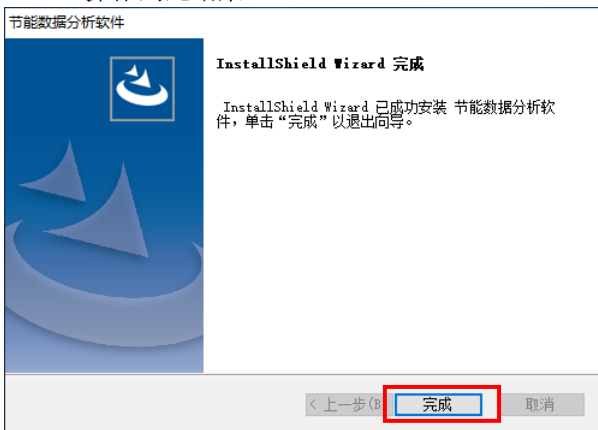 节能数据分析软件
InstallShield Wizard 完成
InstallShield Wizard 已成功安装 节能数据分析软
件，单击“完成”以退出向导。
< 上一步(B
完成
取消